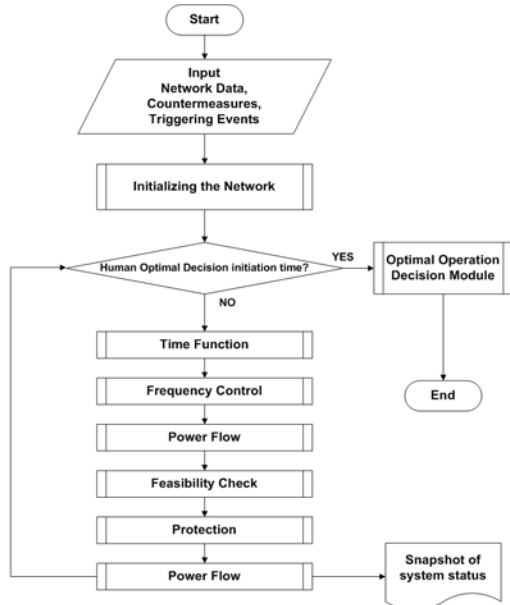 Start
Input
Network Data,
Countermeasures,
Triggering Events
Initializing the Network
Human Optimal Decision initiation time?
YES
Optimal Operation
Decision Module
NO
Time Function
End
Frequency Control
Power Flow
Feasibility Check
Protection
Power Flow
Snapshot of
system status